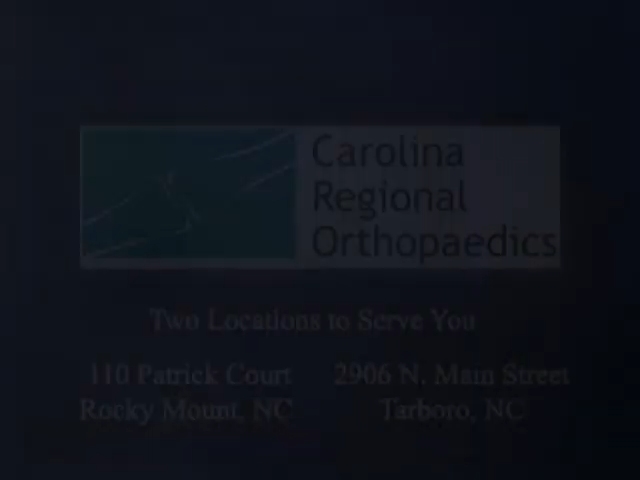 Carolina
Regional
Orthopaedics
Two Locations to Serve You
110 Patrick Court
Rocky Mount, NC
2906 N. Main Street
Tarboro, NC